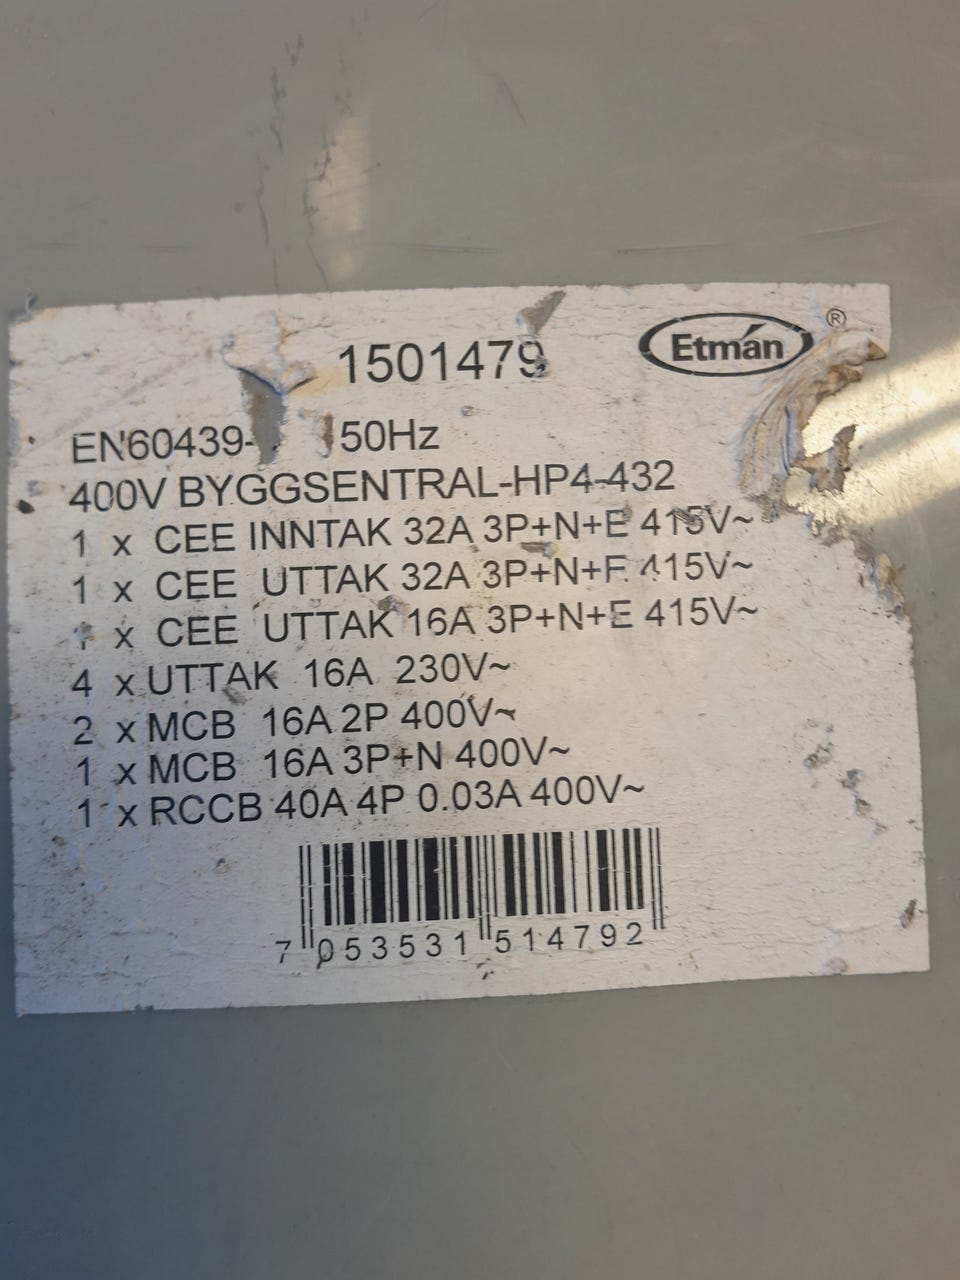 1501479
Etmán ®
EN60439- 50Hz
400V BYGGSENTRAL-HP4-432
1 x CEE INNTAK 32A 3P+N+E 415V~
1 x CEE UTTAK 32A 3P+N+E 415V~
1 x CEE UTTAK 16A 3P+N+E 415V~
4 x UTTAK 16A 230V~
2 x MCB 16A 2P 400V~
1 x MCB 16A 3P+N 400V~
1 x RCCB 40A 4P 0.03A 400V~
7 053531 514792